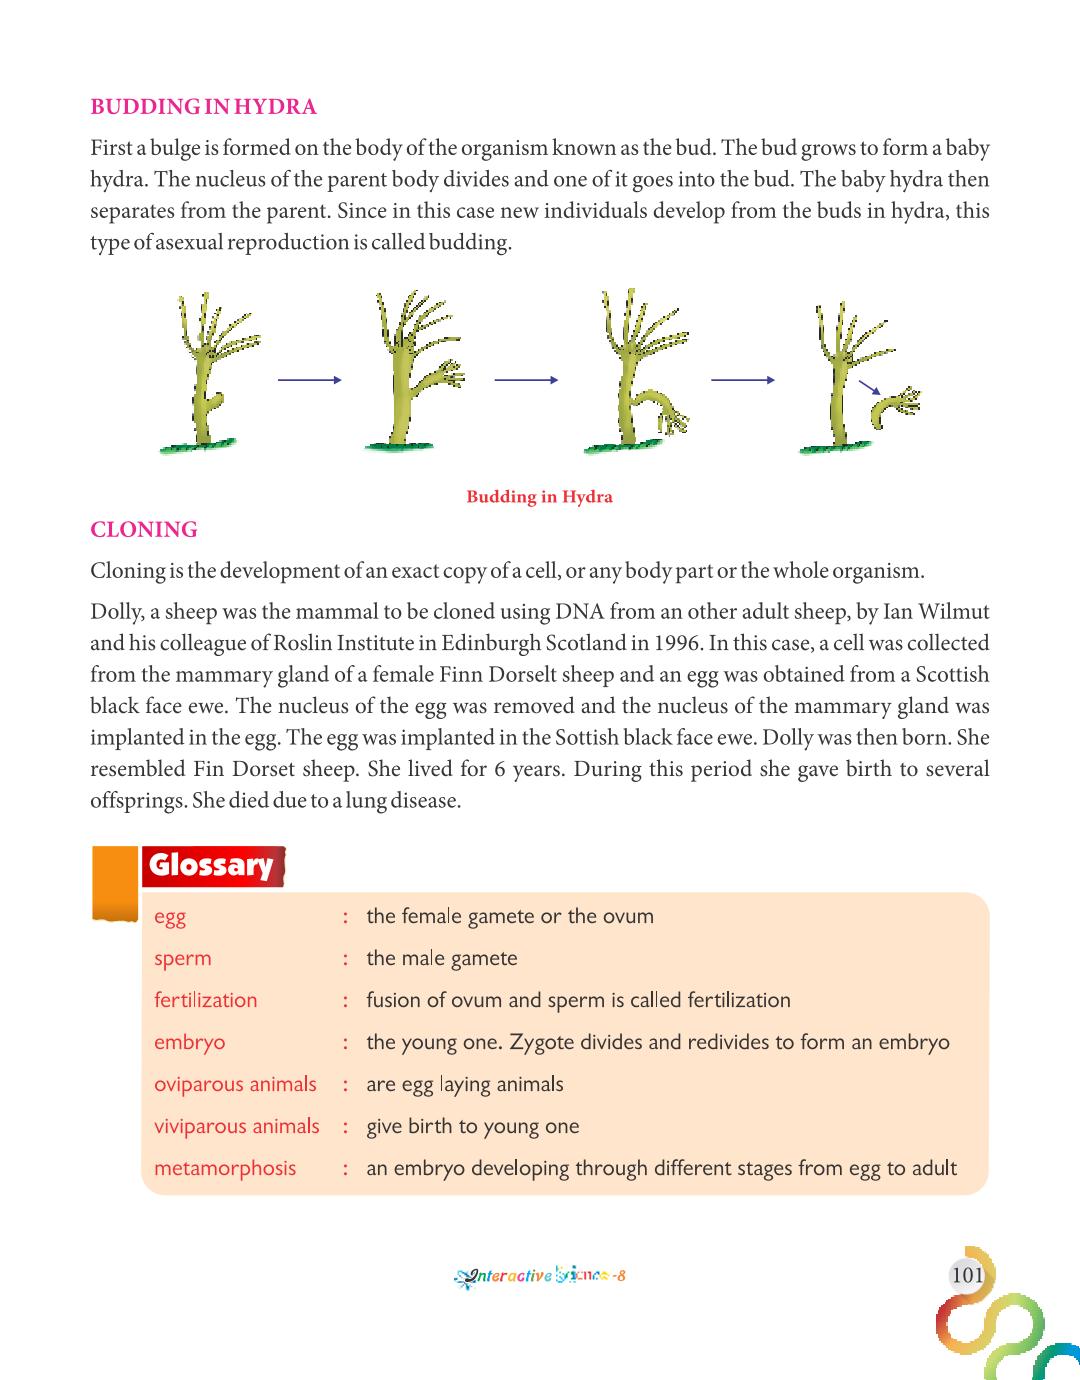 BUDDING IN HYDRA
First a bulge is formed on the body of the organism known as the bud. The bud grows to form a baby
hydra. The nucleus of the parent body divides and one of it goes into the bud. The baby hydra then
separates from the parent. Since in this case new individuals develop from the buds in hydra, this
type of asexual reproduction is called budding.
Budding in Hydra
CLONING
Cloning is the development of an exact copy of a cell, or any body part or the whole organism.
Dolly, a sheep was the mammal to be cloned using DNA from an other adult sheep, by Ian Wilmut
and his colleague of Roslin Institute in Edinburgh Scotland in 1996. In this case, a cell was collected
from the mammary gland of a female Finn Dorselt sheep and an egg was obtained from a Scottish
black face ewe. The nucleus of the egg was removed and the nucleus of the mammary gland was
implanted in the egg. The egg was implanted in the Sottish black face ewe. Dolly was then born. She
resembled Fin Dorset sheep. She lived for 6 years. During this period she gave birth to several
offsprings. She died due to a lung disease.
Glossary
egg : the female gamete or the ovum
sperm : the male gamete
fertilization : fusion of ovum and sperm is called fertilization
embryo : the young one. Zygote divides and redivides to form an embryo
oviparous animals : are egg laying animals
viviparous animals : give birth to young one
metamorphosis : an embryo developing through different stages from egg to adult
Interactive Science-8
101